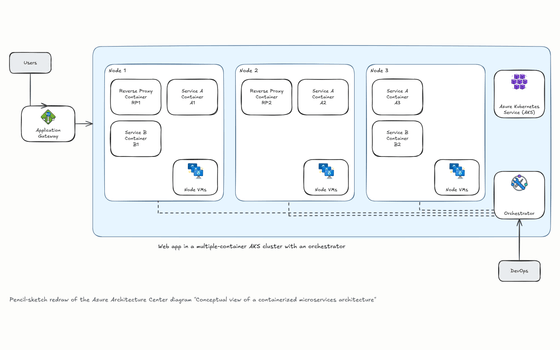 Users
Application
Gateway
Node 1
Reverse Proxy
Container
RP1
Service A
Container
A1
Service B
Container
B1
Node VMs
Node 2
Reverse Proxy
Container
RP2
Service A
Container
A2
Node VMs
Node 3
Service A
Container
A3
Service B
Container
B2
Node VMs
Azure Kubernetes
Service (AKS)
Orchestrator
DevOps
Web app in a multiple-container AKS cluster with an orchestrator
Pencil-sketch redraw of the Azure Architecture Center diagram "Conceptual view of a containerized microservices architecture"